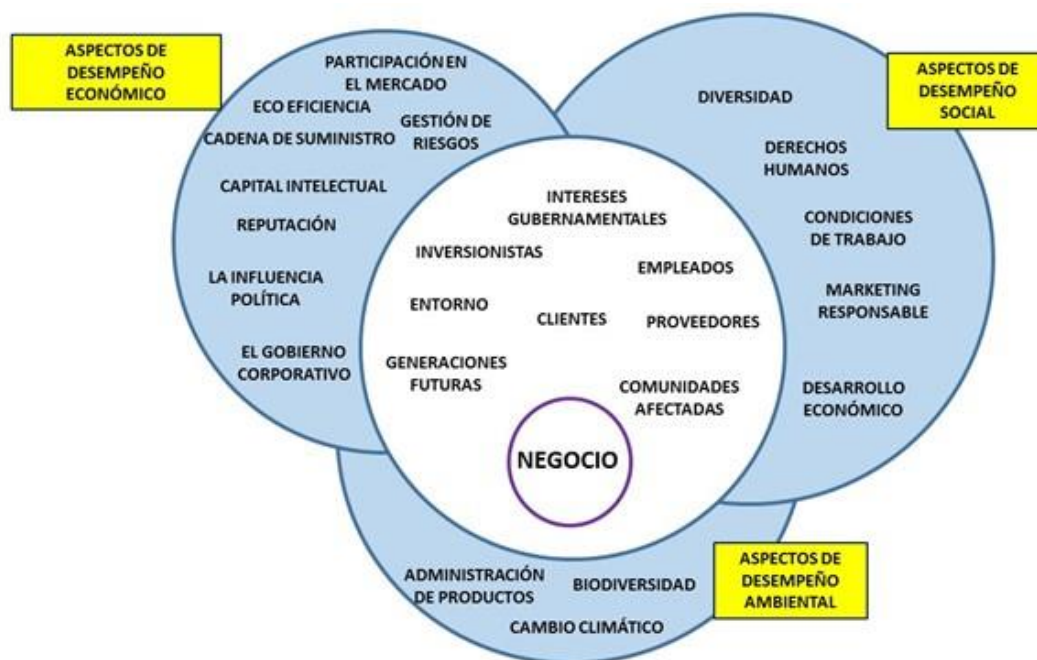 ASPECTOS DE
DESEMPEÑO
ECONÓMICO
PARTICIPACIÓN EN
EL MERCADO
ECO EFICIENCIA
GESTIÓN DE
RIESGOS
CADENA DE SUMINISTRO
CAPITAL INTELECTUAL
REPUTACIÓN
LA INFLUENCIA
POLÍTICA
EL GOBIERNO
CORPORATIVO
ASPECTOS DE
DESEMPEÑO
SOCIAL
DIVERSIDAD
DERECHOS
HUMANOS
CONDICIONES
DE TRABAJO
MARKETING
RESPONSABLE
DESARROLLO
ECONÓMICO
INTERESES
GUBERNAMENTALES
INVERSIONISTAS
EMPLEADOS
ENTORNO
CLIENTES
PROVEEDORES
GENERACIONES
FUTURAS
COMUNIDADES
AFECTADAS
NEGOCIO
ASPECTOS DE
DESEMPEÑO
AMBIENTAL
ADMINISTRACIÓN
DE PRODUCTOS
BIODIVERSIDAD
CAMBIO CLIMÁTICO